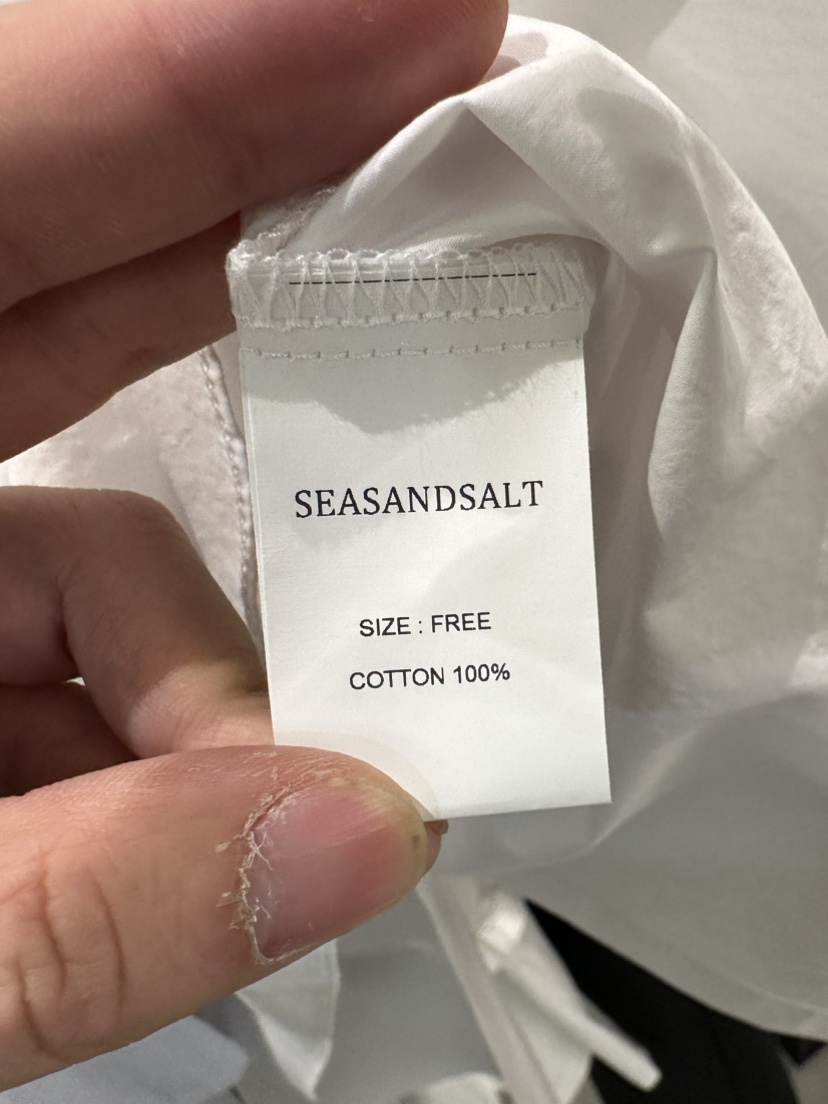 SEASANDSALT
SIZE : FREE
COTTON 100%